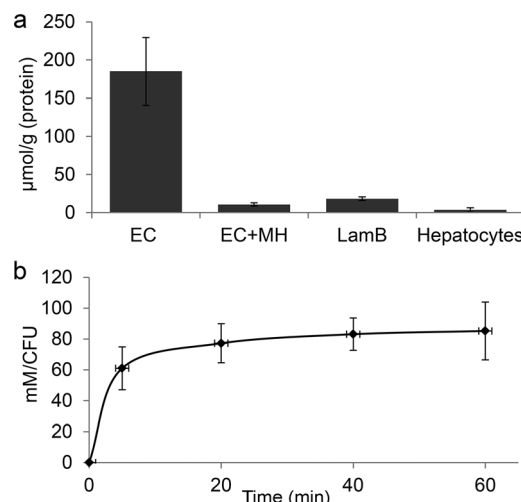 a
250
200
150
100
50
0
µmol/g (protein)
EC EC+MH LamB Hepatocytes
b
120
100
80
60
40
20
0
mM/CFU
0 20 40 60
Time (min)